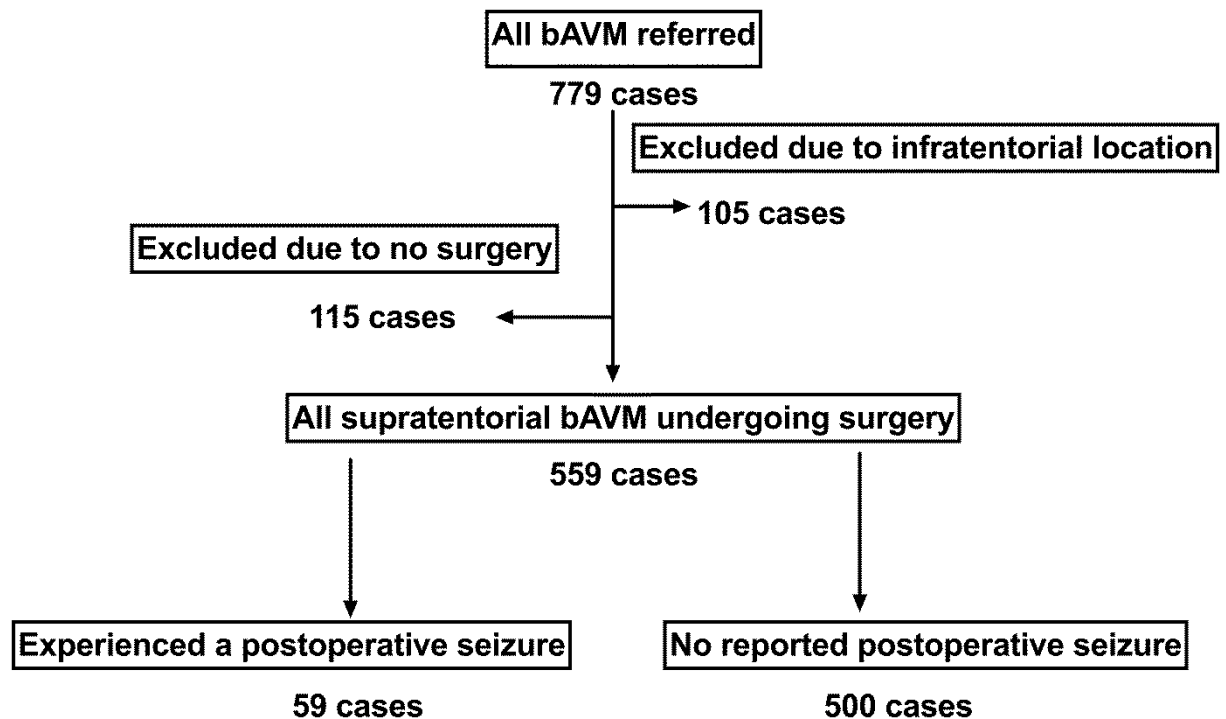 All bAVM referred
779 cases
Excluded due to infratentorial location
105 cases
Excluded due to no surgery
115 cases
All supratentorial bAVM undergoing surgery
559 cases
Experienced a postoperative seizure
59 cases
No reported postoperative seizure
500 cases